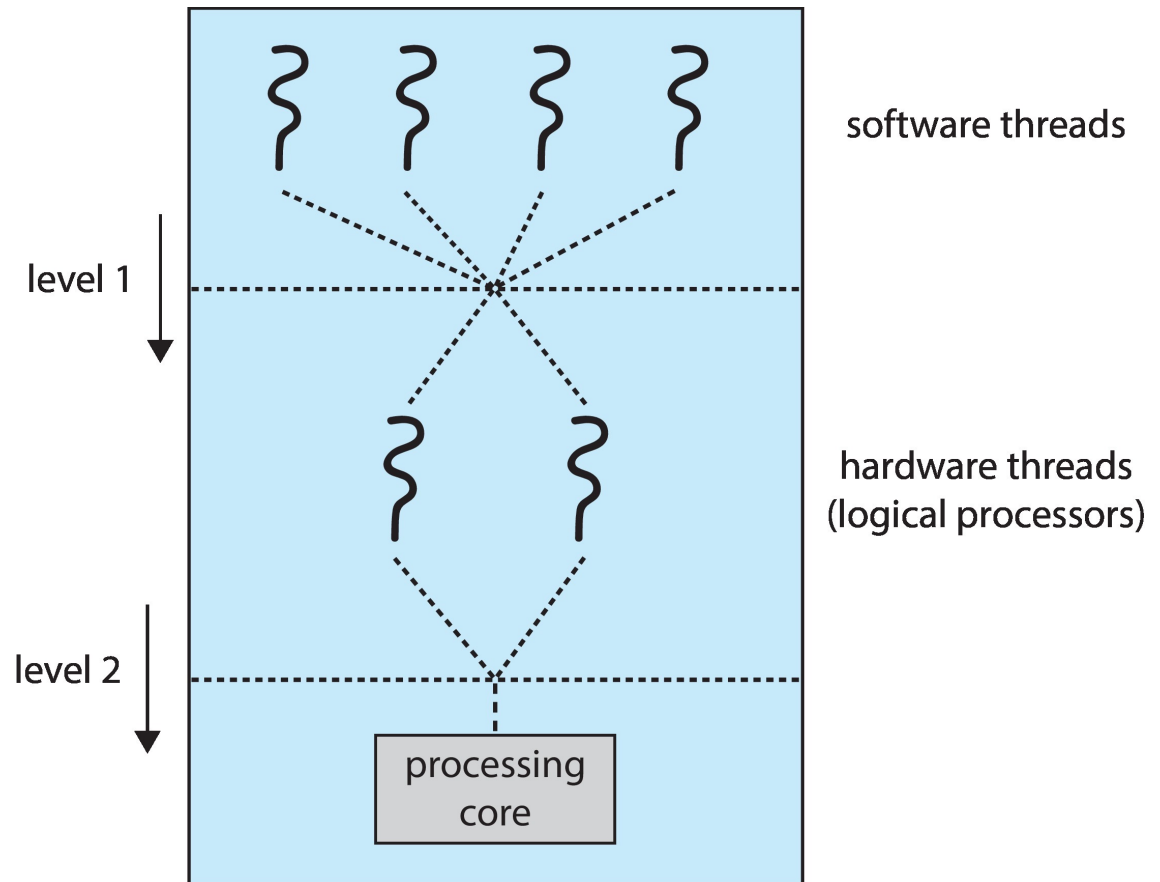 software threads
level 1
hardware threads
(logical processors)
level 2
processing
core